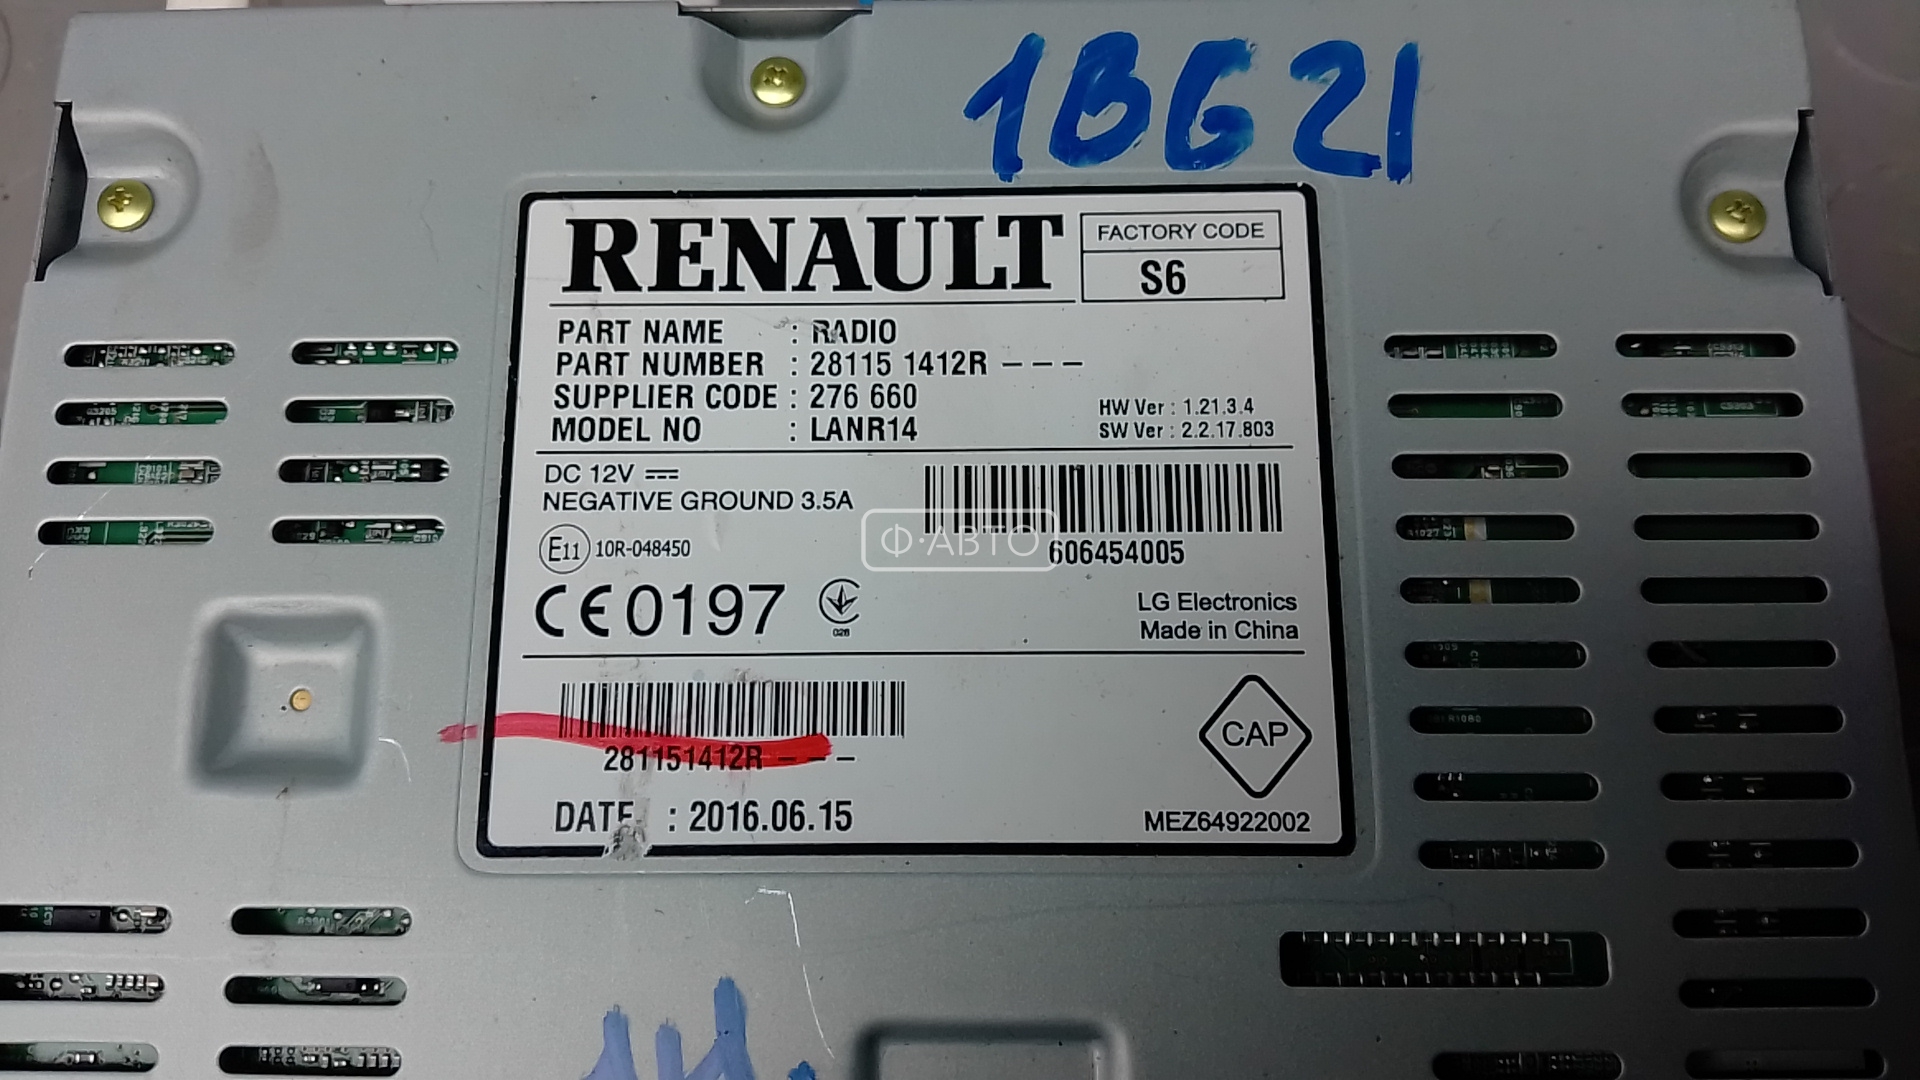 1BG21
RENAULT
FACTORY CODE
S6
PART NAME : RADIO
PART NUMBER : 28115 1412R – – –
SUPPLIER CODE : 276 660
MODEL NO : LANR14
HW Ver : 1.21.3.4
SW Ver : 2.2.17.803
DC 12V
NEGATIVE GROUND 3.5A
E11 10R-048450
606454005
Ф·АВТО
CE0197
028
LG Electronics
Made in China
281151412R – – –
CAP
DATE : 2016.06.15
MEZ64922002